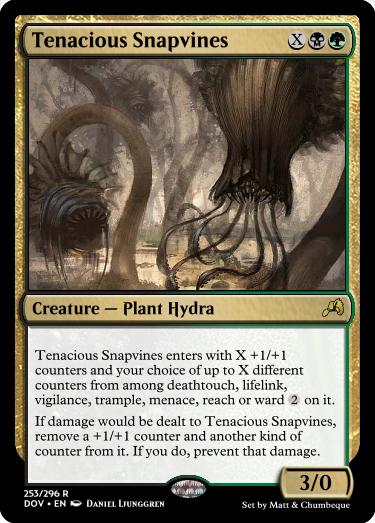 Tenacious Snapvines X
Creature — Plant Hydra
Tenacious Snapvines enters with X +1/+1
counters and your choice of up to X different
counters from among deathtouch, lifelink,
vigilance, trample, menace, reach or ward 2 on it.
If damage would be dealt to Tenacious Snapvines,
remove a +1/+1 counter and another kind of
counter from it. If you do, prevent that damage.
3/0
253/296 R
DOV • EN Daniel Ljunggren Set by Matt & Chumbeque